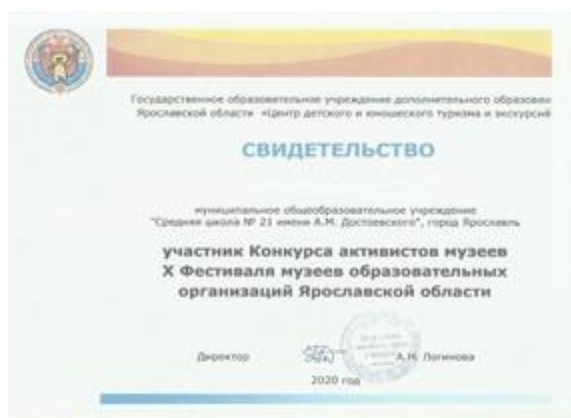 Государственное образовательное учреждение дополнительного образован
Ярославской области «Центр детского и юношеского туризма и экскурсий
СВИДЕТЕЛЬСТВО
муниципальное общеобразовательное учреждение
"Средняя школа № 21 имени А.М. Достоевского", город Ярославль
участник Конкурса активистов музеев
X Фестиваля музеев образовательных
организаций Ярославской области
Директор А.Н. Логинова
2020 год